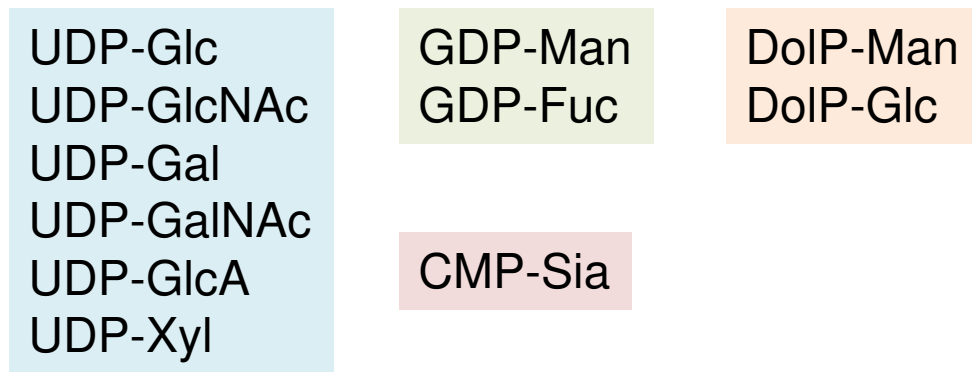 UDP-Glc
UDP-GlcNAc
UDP-Gal
UDP-GalNAc
UDP-GlcA
UDP-Xyl
GDP-Man
GDP-Fuc
CMP-Sia
DolP-Man
DolP-Glc